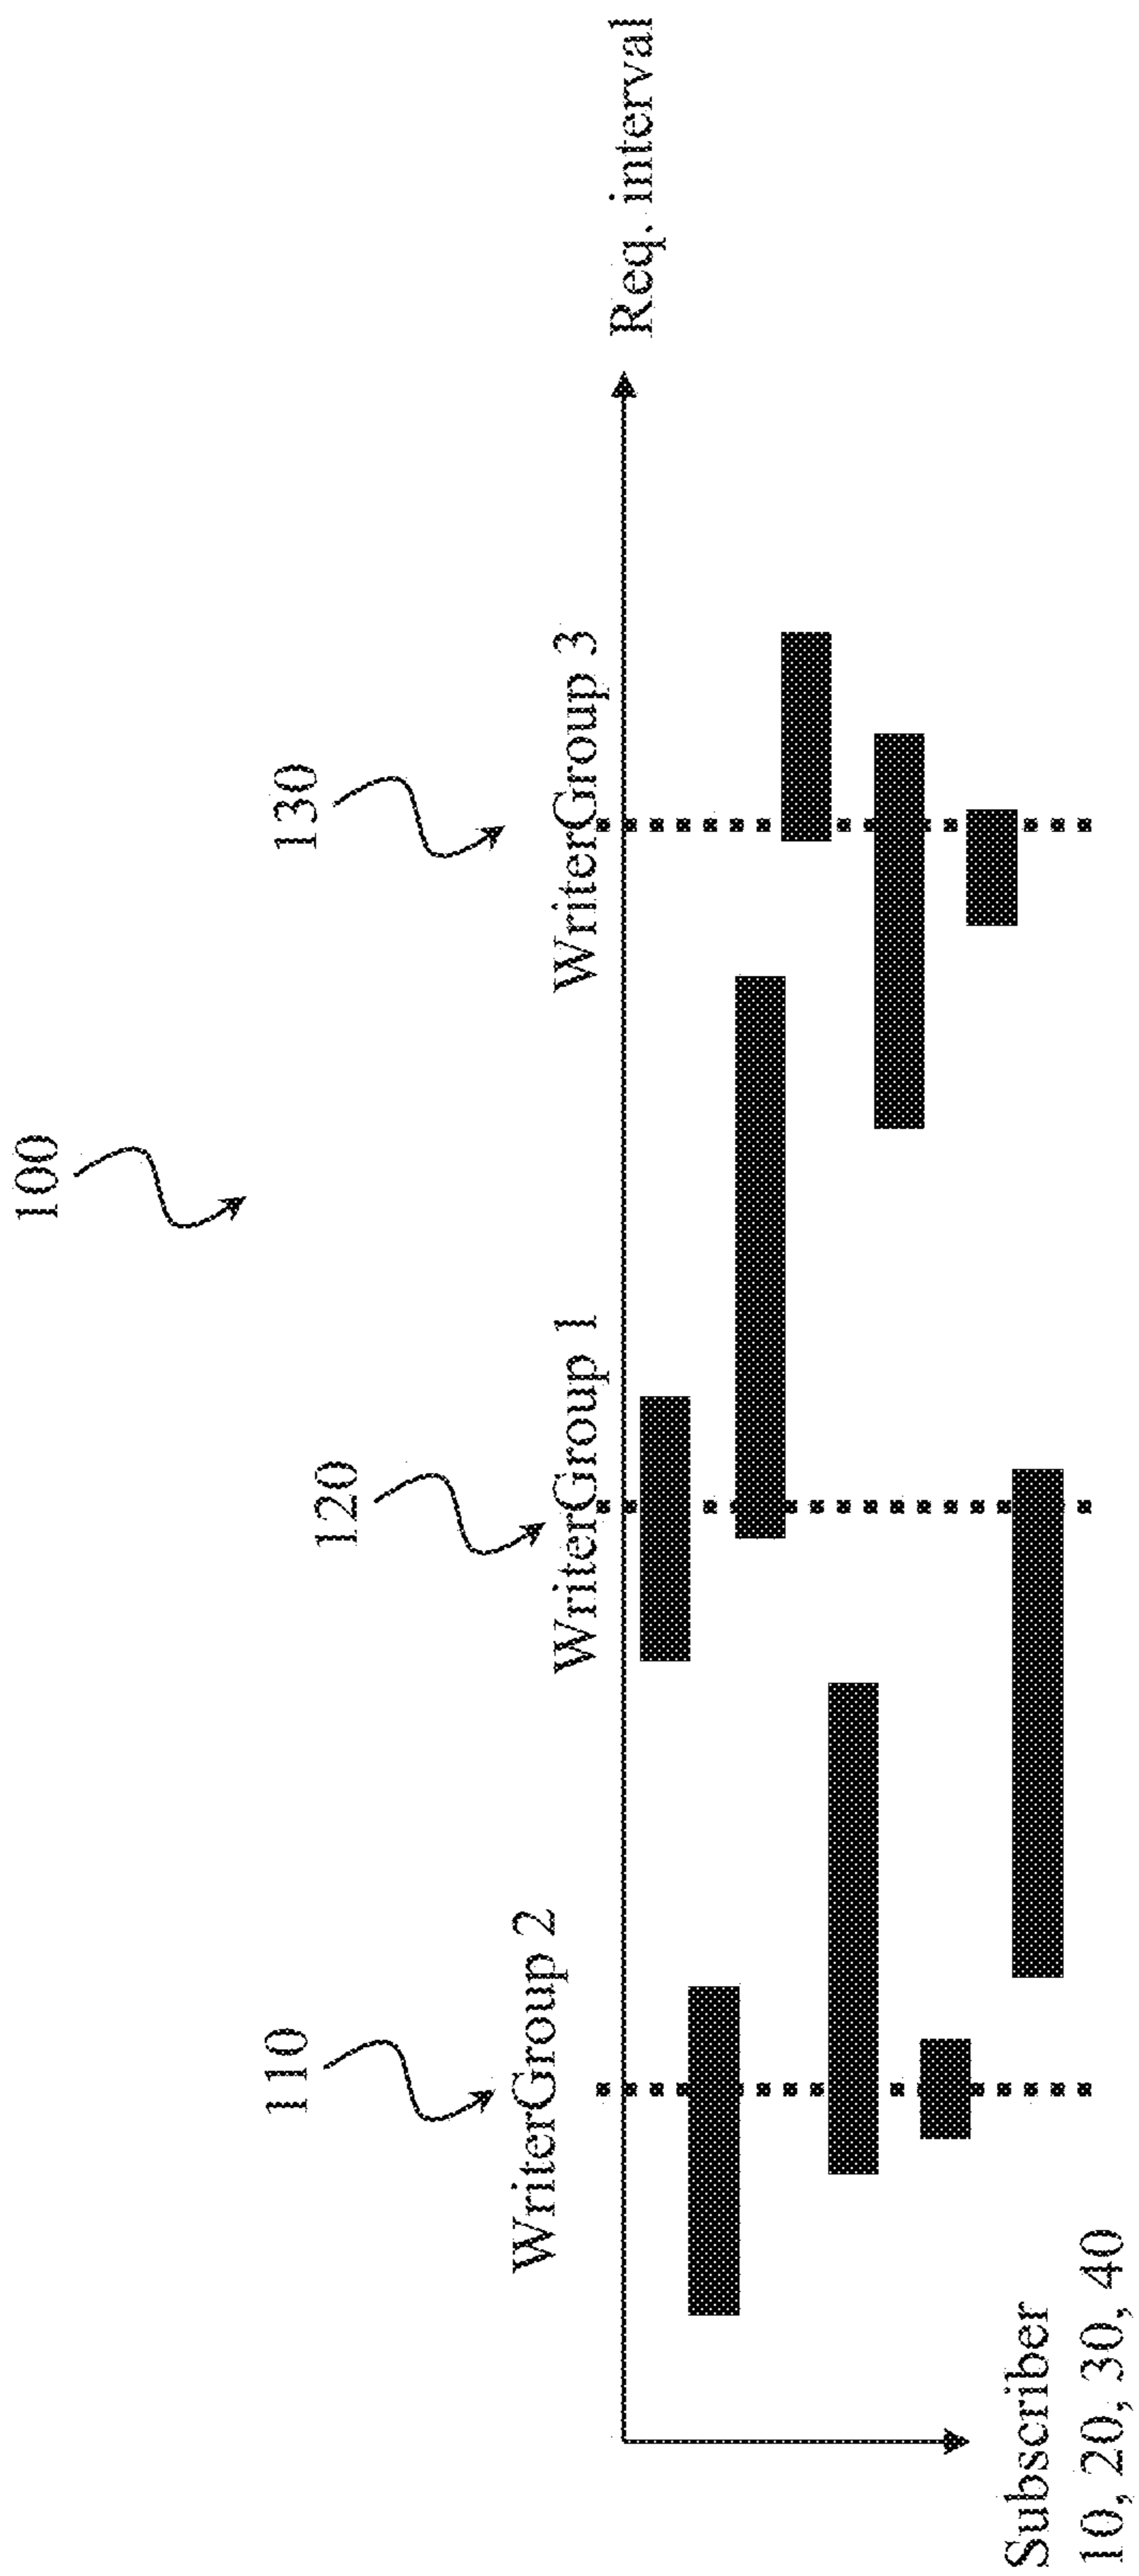 100
110
120
130
WriterGroup 2
WriterGroup 1
WriterGroup 3
Req. interval
Subscriber
10, 20, 30, 40